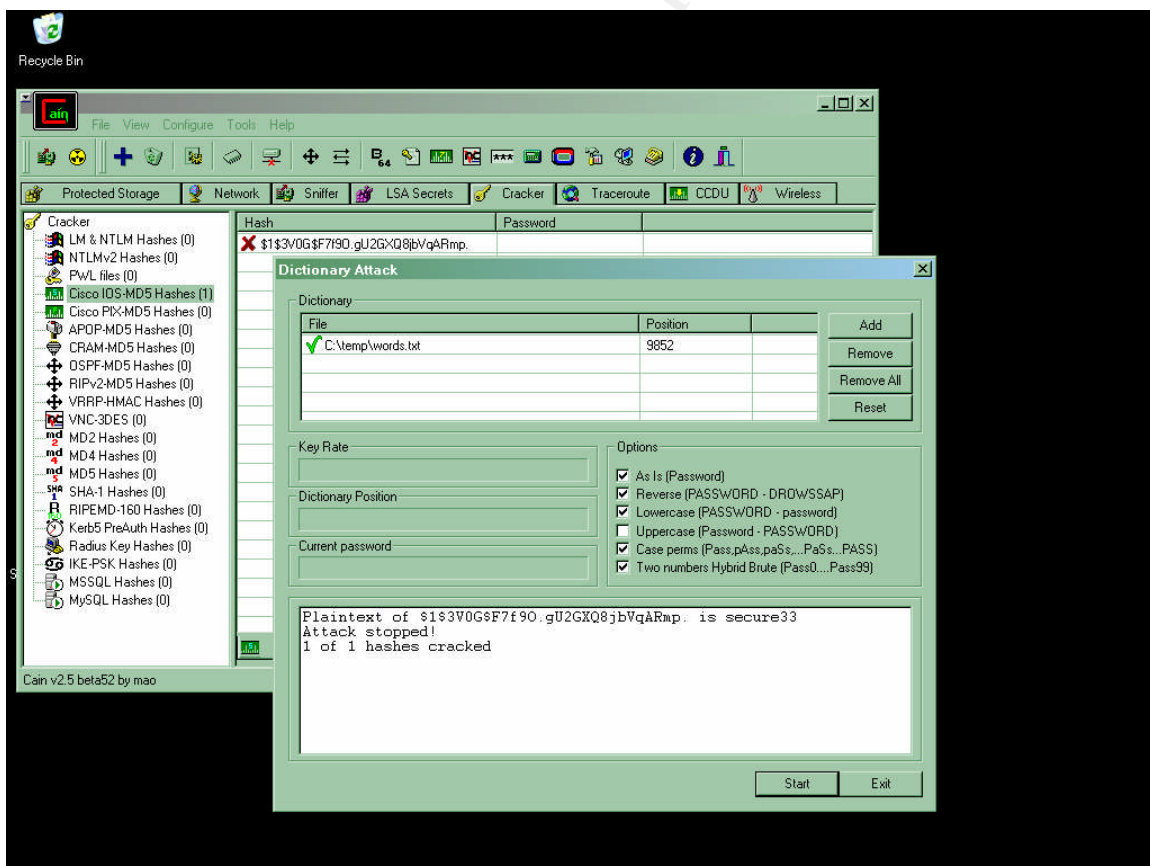 Recycle Bin
Caín
File View Configure Tools Help
Protected Storage Network Sniffer LSA Secrets Cracker Traceroute CCDU Wireless
Cracker
LM & NTLM Hashes (0)
NTLMv2 Hashes (0)
PWL files (0)
Cisco IOS-MD5 Hashes (1)
Cisco PIX-MD5 Hashes (0)
APOP-MD5 Hashes (0)
CRAM-MD5 Hashes (0)
OSPF-MD5 Hashes (0)
RIPv2-MD5 Hashes (0)
VRRP-HMAC Hashes (0)
VNC-3DES (0)
MD2 Hashes (0)
MD4 Hashes (0)
MD5 Hashes (0)
SHA-1 Hashes (0)
RIPEMD-160 Hashes (0)
Kerb5 PreAuth Hashes (0)
Radius Key Hashes (0)
IKE-PSK Hashes (0)
MSSQL Hashes (0)
MySQL Hashes (0)
Hash Password
$1$3V0G$F7f9O.gU2GXQ8jbVqARmp.
Dictionary Attack
Dictionary
File Position
C:\temp\words.txt 9852
Add
Remove
Remove All
Reset
Key Rate
Dictionary Position
Current password
Options
As Is (Password)
Reverse (PASSWORD - DROWSSAP)
Lowercase (PASSWORD - password)
Uppercase (Password - PASSWORD)
Case perms (Pass,pAss,paSs,...PaSs...PASS)
Two numbers Hybrid Brute (Pass0....Pass99)
Plaintext of $1$3V0G$F7f9O.gU2GXQ8jbVqARmp. is secure33
Attack stopped!
1 of 1 hashes cracked
Start Exit
Cain v2.5 beta52 by mao